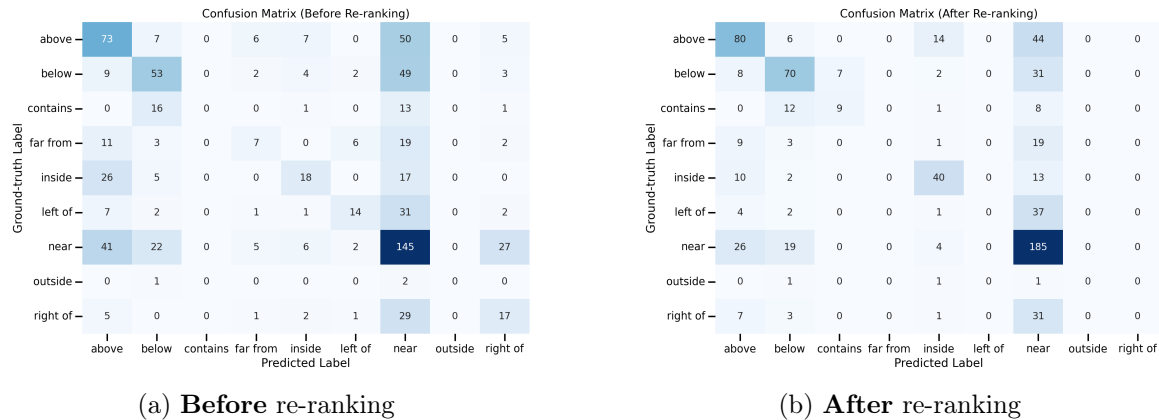 Confusion Matrix (Before Re-ranking)
Ground-truth Label
above 73 7 0 6 7 0 50 0 5
below 9 53 0 2 4 2 49 0 3
contains 0 16 0 0 1 0 13 0 1
far from 11 3 0 7 0 6 19 0 2
inside 26 5 0 0 18 0 17 0 0
left of 7 2 0 1 1 14 31 0 2
near 41 22 0 5 6 2 145 0 27
outside 0 1 0 0 0 0 2 0 0
right of 5 0 0 1 2 1 29 0 17
above below contains far from inside left of near outside right of
Predicted Label
(a) Before re-ranking
Confusion Matrix (After Re-ranking)
Ground-truth Label
above 80 6 0 0 14 0 44 0 0
below 8 70 7 0 2 0 31 0 0
contains 0 12 9 0 1 0 8 0 0
far from 9 3 0 0 1 0 19 0 0
inside 10 2 0 0 40 0 13 0 0
left of 4 2 0 0 1 0 37 0 0
near 26 19 0 0 4 0 185 0 0
outside 0 1 0 0 1 0 1 0 0
right of 7 3 0 0 1 0 31 0 0
above below contains far from inside left of near outside right of
Predicted Label
(b) After re-ranking